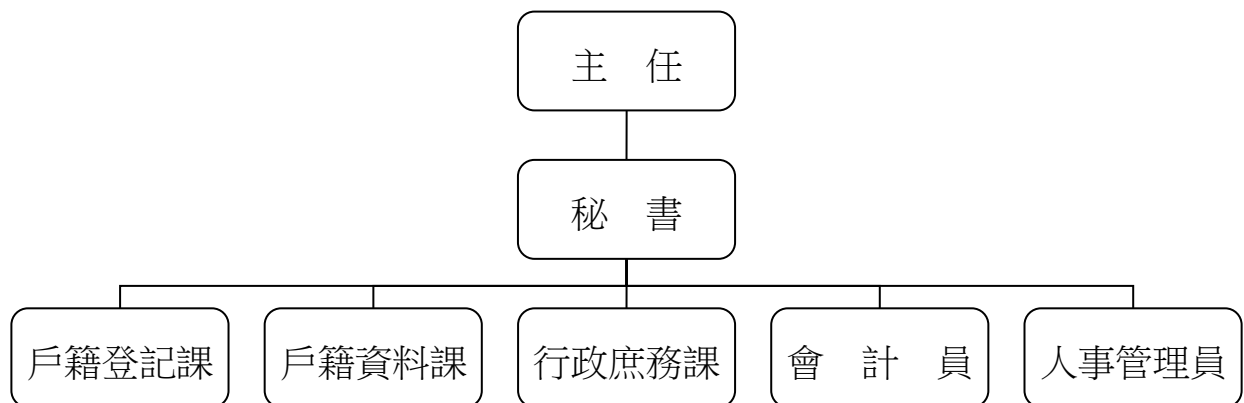 主　任
秘　書
戶籍登記課
戶籍資料課
行政庶務課
會　計　員
人事管理員